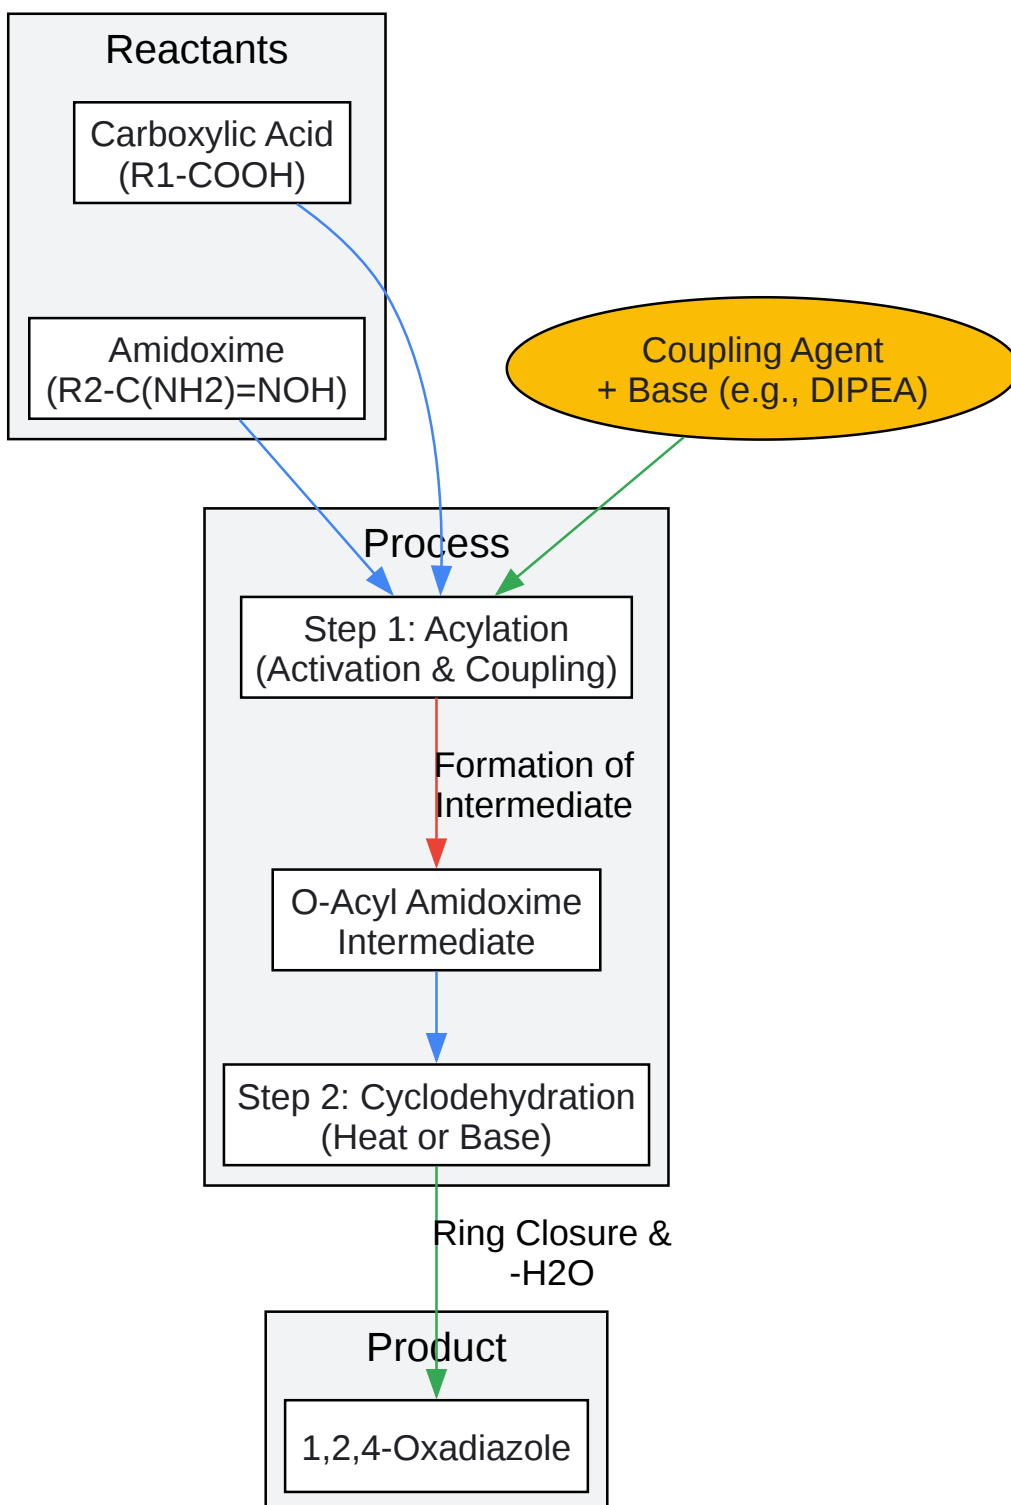 Reactants
Carboxylic Acid
(R1-COOH)
Amidoxime
(R2-C(NH2)=NOH)
Coupling Agent
+ Base (e.g., DIPEA)
Process
Step 1: Acylation
(Activation & Coupling)
Formation of
Intermediate
O-Acyl Amidoxime
Intermediate
Step 2: Cyclodehydration
(Heat or Base)
Ring Closure &
-H2O
Product
1,2,4-Oxadiazole